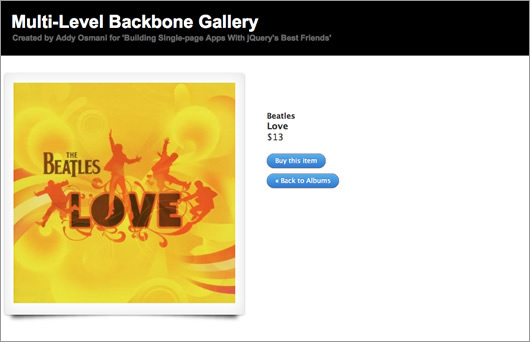 Multi-Level Backbone Gallery
Created by Addy Osmani for 'Building Single-page Apps With jQuery's Best Friends'
THE
BEATLES
LOVE
Beatles
Love
$13
Buy this item
« Back to Albums